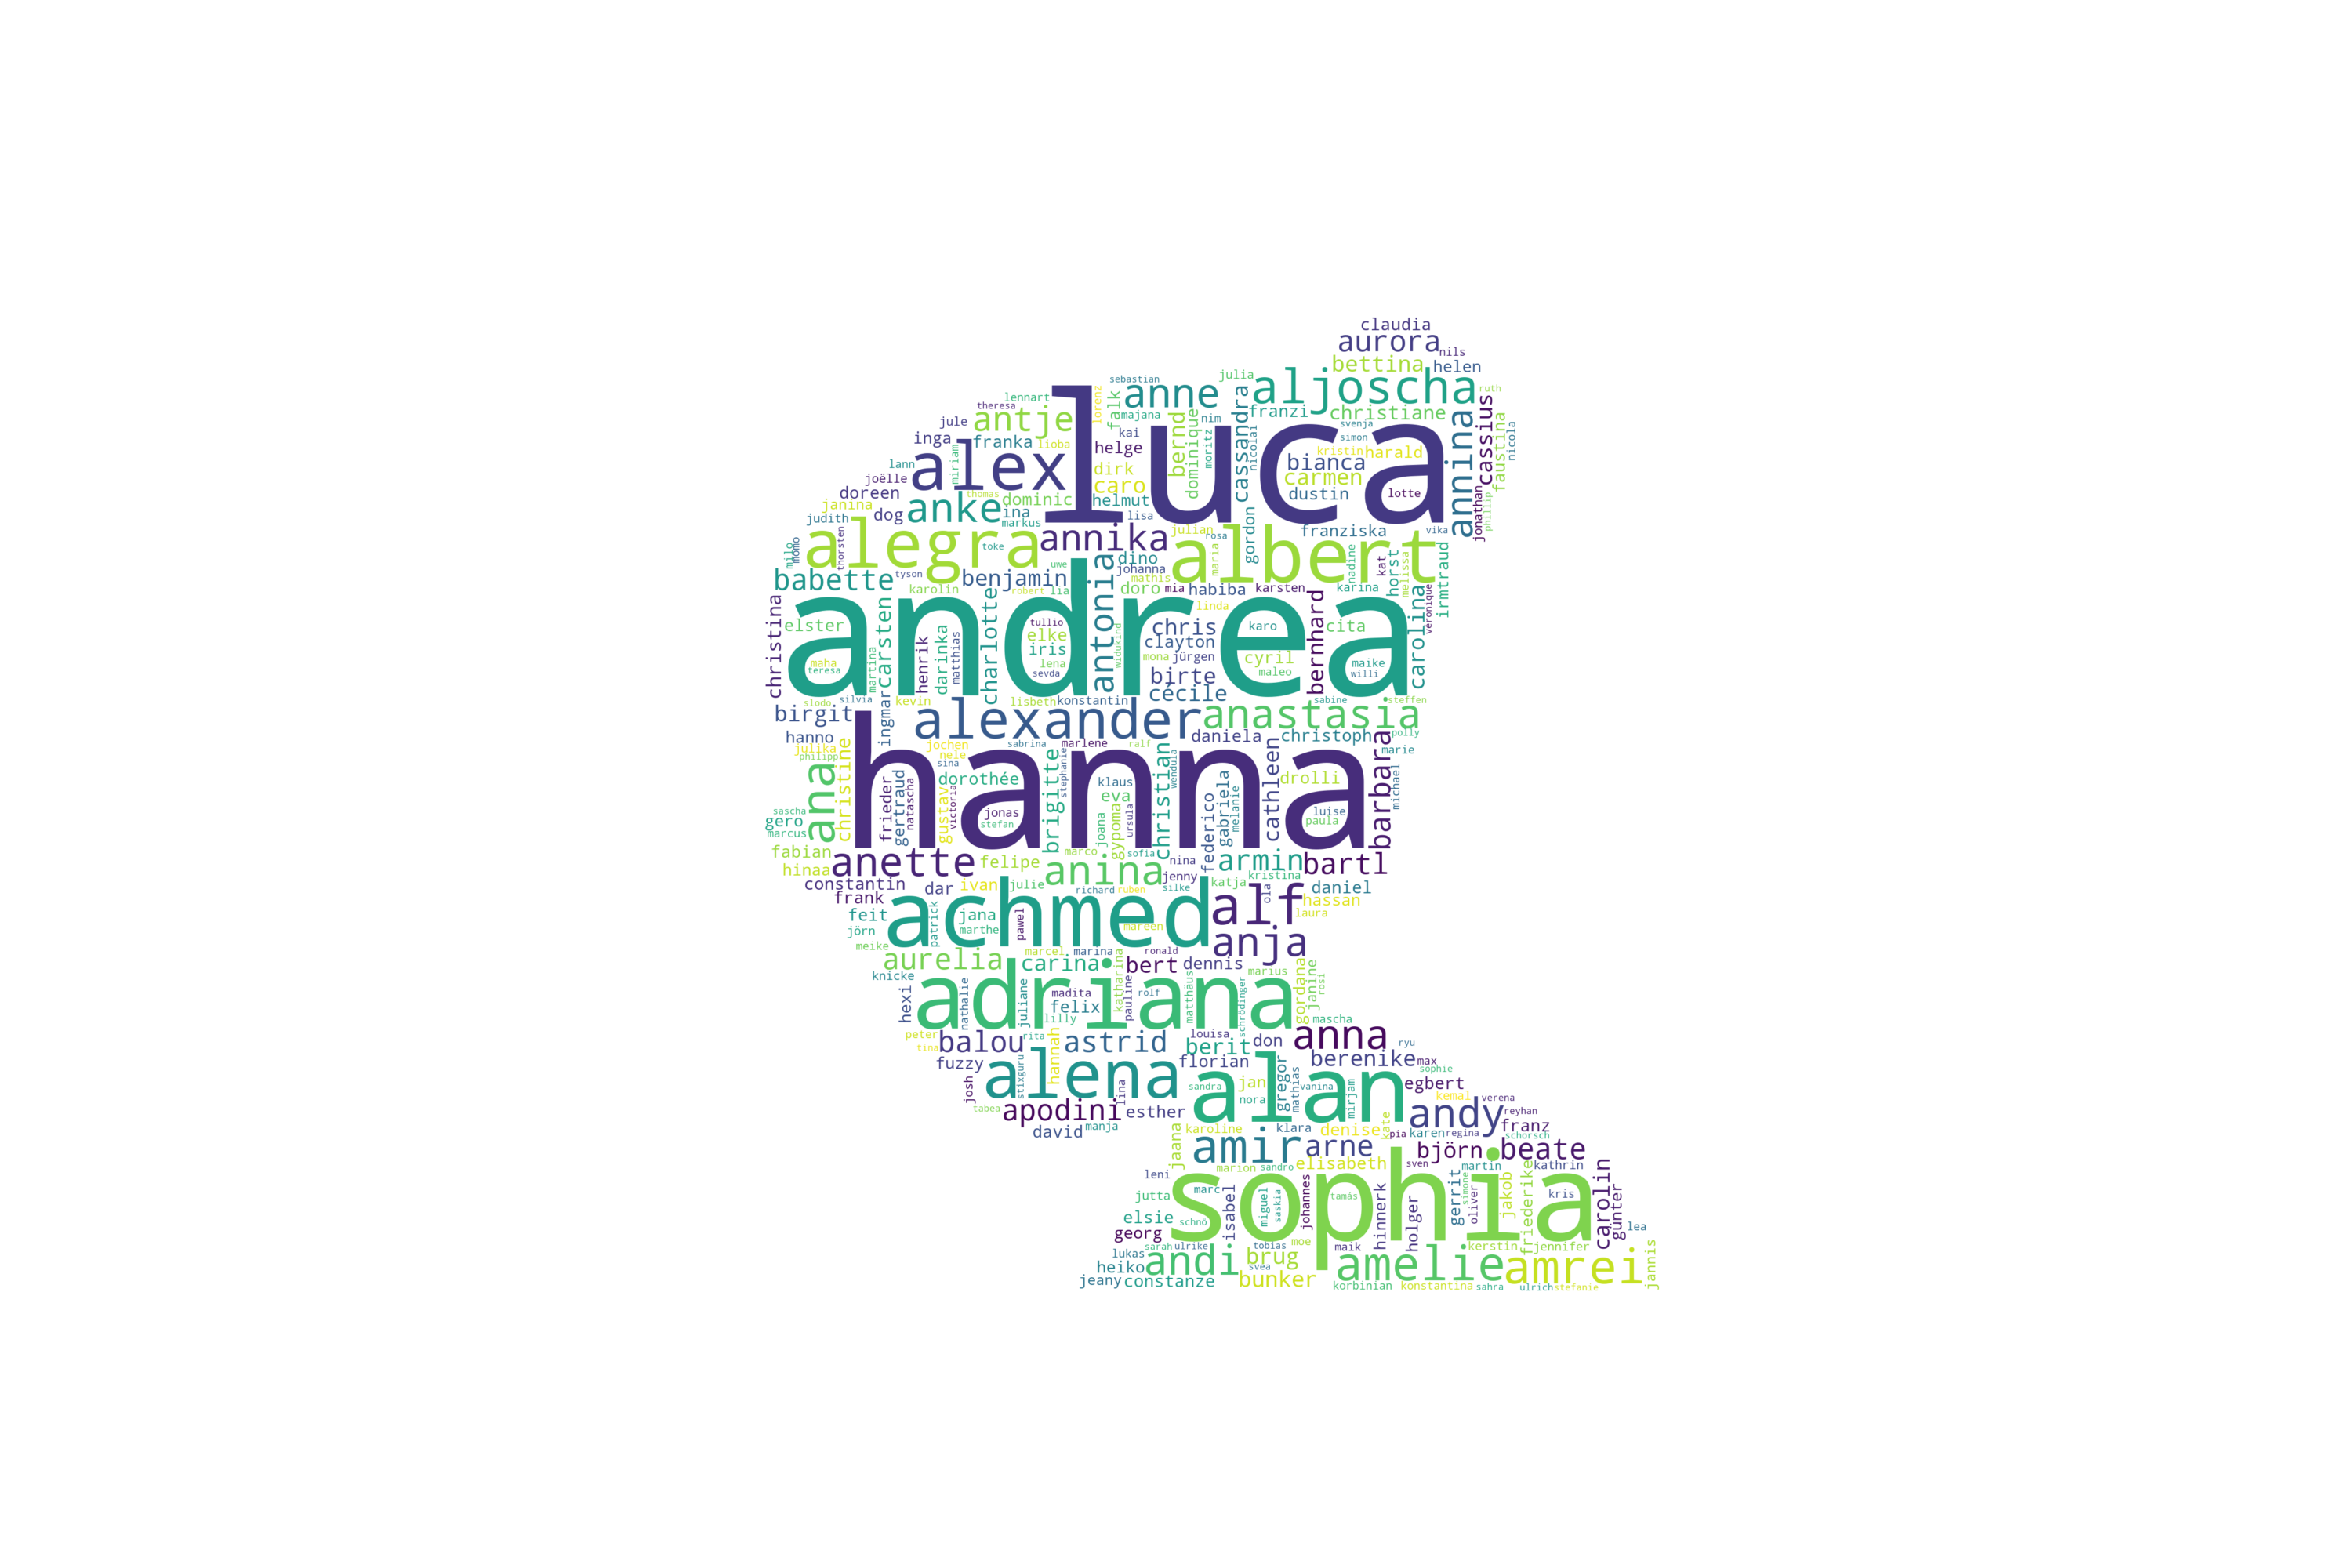 claudia
aurora
nils
bettina
helen
julia
sebastian
anne
aljoscha
ruth
luca
lennart
theresa
antje
lorenz
falk
majana
nim
bernd
dominique
cassandra
franzi
christiane
annina
cassius
faustina
nicola
jule
inga
franka
lioba
kai
helge
moritz
nicolai
svenja
simon
kristin
harald
bianca
lann
joëlle
miriam
alex
dirk
caro
carmen
dustin
lotte
jonathan
phillip
doreen
janina
judith
dog
anke
thomas
dominic
ina
markus
helmut
lisa
julian
rosa
gordon
franziska
vika
milo
momo
thorsten
alegra
toke
annika
albert
maria
nadine
kat
melissa
horst
irmtraud
babette
tyson
karolin
benjamin
uwe
robert
lia
dino
johanna
mathis
doro
mia
habiba
karsten
karina
linda
veronique
christina
elster
carsten
andrea
charlotte
antonia
tullio
elke
iris
lena
sevda
widukind
chris
clayton
mona
jürgen
karo
cyril
maleo
bernhard
cita
maike
willi
carolina
maha
teresa
martina
henrik
darinka
matthias
birte
cécile
slodo
silvia
kevin
lisbeth
konstantin
sabine
steffen
birgit
ingmar
alexander
anastasia
hanno
julika
philipp
christine
jochen
nele
sabrina
marlene
ralf
daniela
christoph
polly
marie
michael
barbara
hanna
ana
frieder
gertraud
natascha
gustav
victoria
sina
dorothée
jonas
stefan
brigitte
stephanie
klaus
eva
joana
gypoma
ursula
christian
wendula
federico
gabriela
melanie
cathleen
drolli
luise
paula
sascha
gero
marcus
fabian
hinaa
anette
felipe
marco
anina
sofia
nina
jenny
armin
bartl
constantin
frank
dar
ivan
julie
richard
ruben
silke
katja
kristina
daniel
hassan
laura
ola
feit
jörn
meike
patrick
achmed
jana
marthe
pawel
mareen
alf
anja
aurelia
marcel
marina
ronald
carina
bert
dennis
marius
knicke
hexi
nathalie
adriana
juliane
madita
felix
lilly
katharina
pauline
rolf
matthäus
schrödinger
gordana
janine
rosi
mascha
peter
tina
balou
rita
hannah
astrid
louisa
berit
don
anna
ryu
fuzzy
florian
berenike
max
sophie
josh
alena
stixguru
lina
sandra
nora
jan
gregor
mathias
vanina
alan
mirjam
egbert
kemal
verena
reyhan
tabea
apodini
esther
andy
franz
david
manja
karoline
klara
denise
kate
pia
karen
regina
schorsch
jaana
amir
arne
björn
beate
leni
marion
sandro
elisabeth
sven
martin
kathrin
carolin
jutta
marc
isabel
sophia
miguel
saskia
johannes
tamás
hinnerk
holger
gerrit
simone
oliver
jakob
friederike
kris
günter
elsie
georg
schnö
lea
lukas
sarah
ulrike
tobias
moe
maik
kerstin
jennifer
jannis
heiko
andi
svea
brug
amelie
amrei
jeany
constanze
bunker
korbinian
konstantina
sahra
ulrich
stefanie